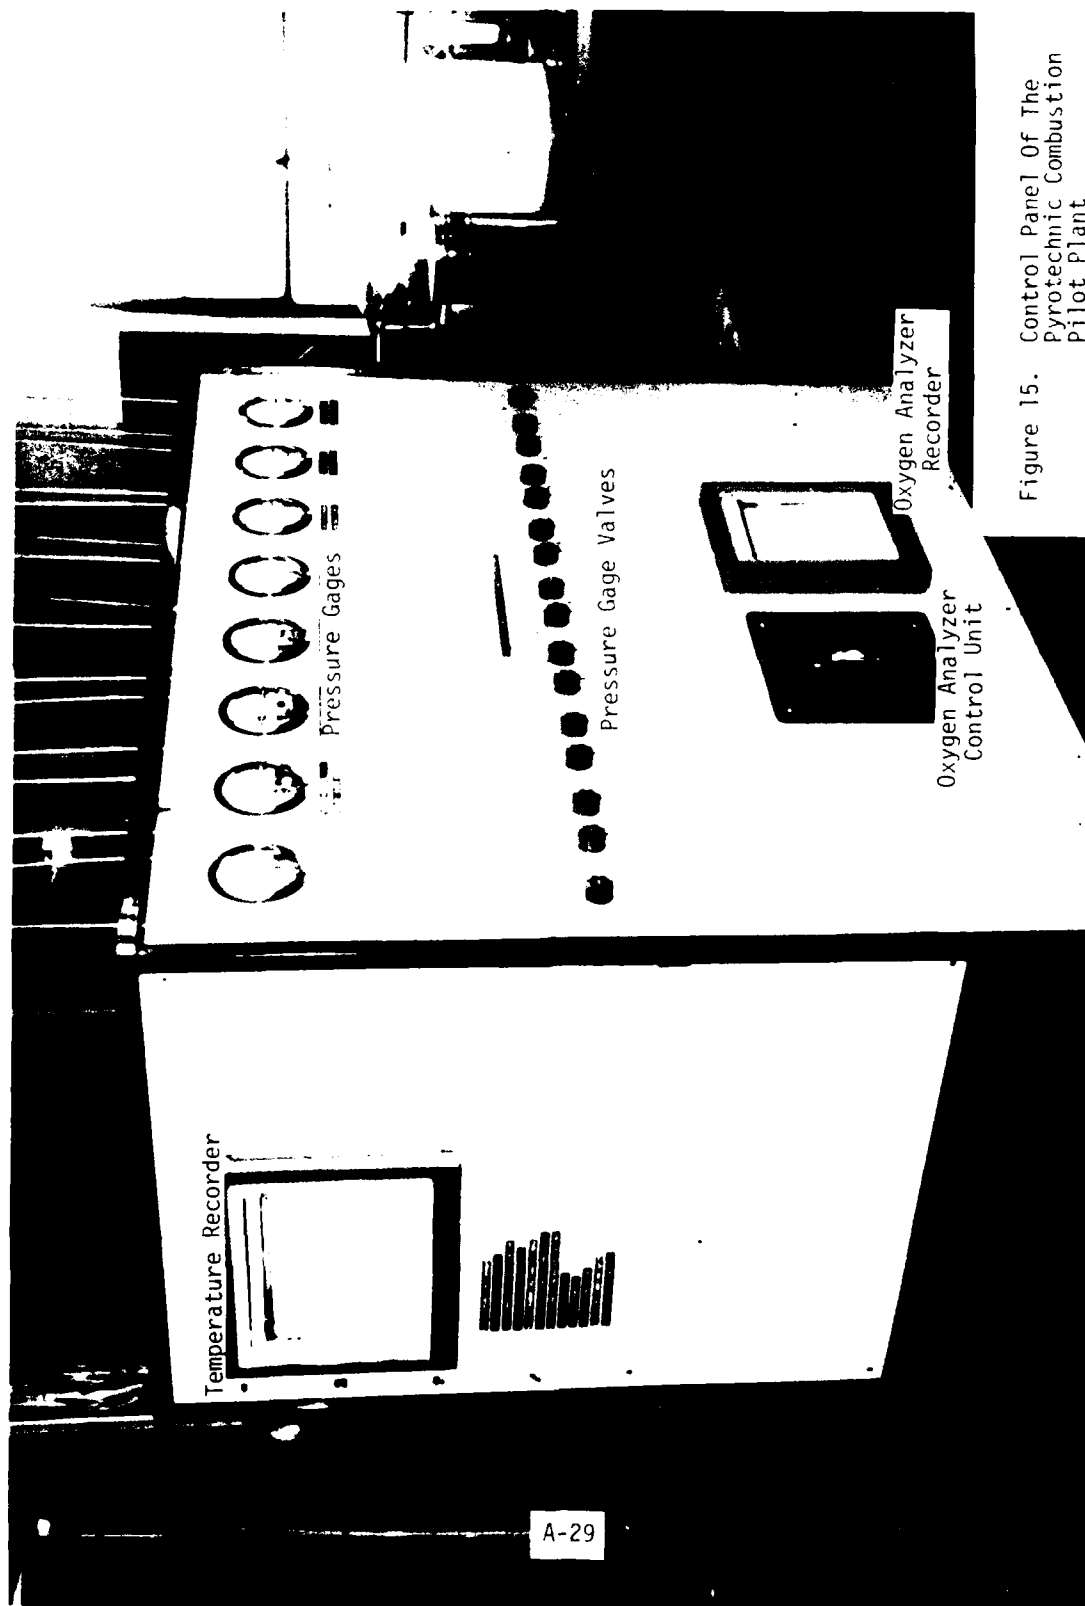 Temperature Recorder
Pressure Gages
Pressure Gage Valves
Oxygen Analyzer
Control Unit
Oxygen Analyzer
Recorder
Figure 15. Control Panel Of The
Pyrotechnic Combustion
Pilot Plant
A-29